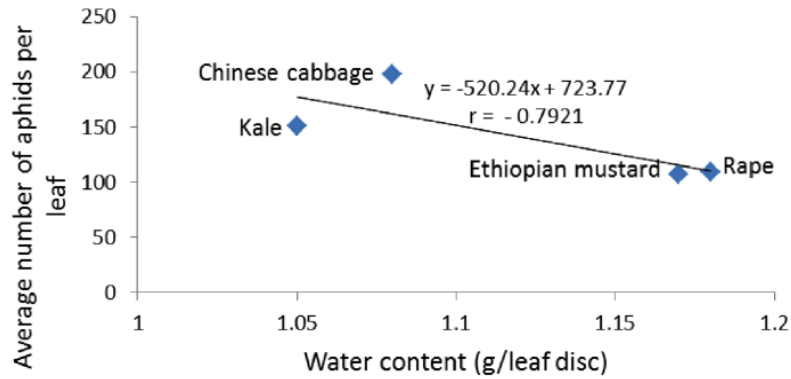 Average number of aphids per
leaf
250
200
150
100
50
0
Chinese cabbage
y = -520.24x + 723.77
r = - 0.7921
Kale
Ethiopian mustard
Rape
1
1.05
1.1
1.15
1.2
Water content (g/leaf disc)